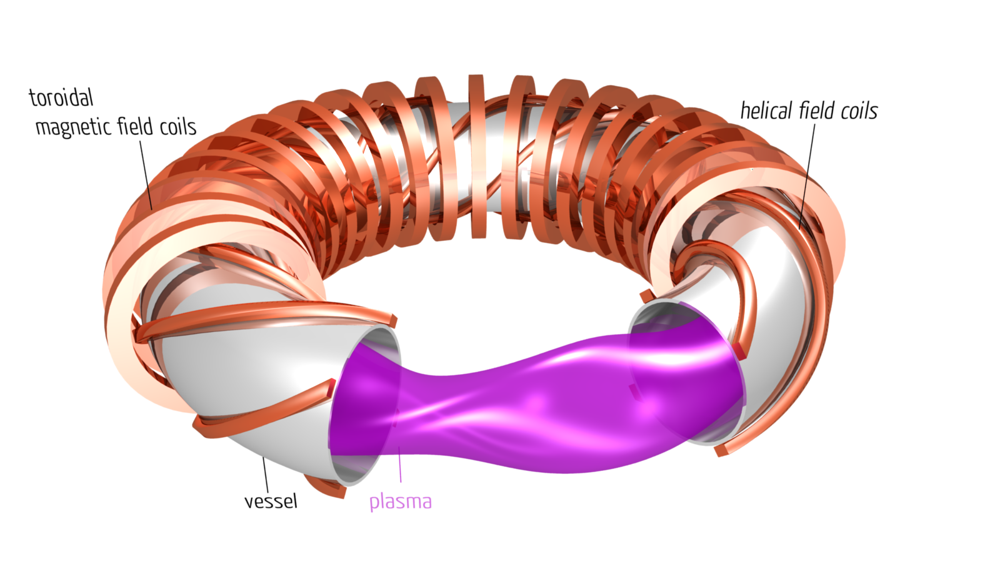 toroidal
magnetic field coils
helical field coils
vessel
plasma